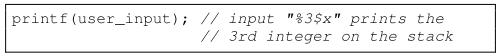 printf(user_input); // input "%3$x" prints the
// 3rd integer on the stack